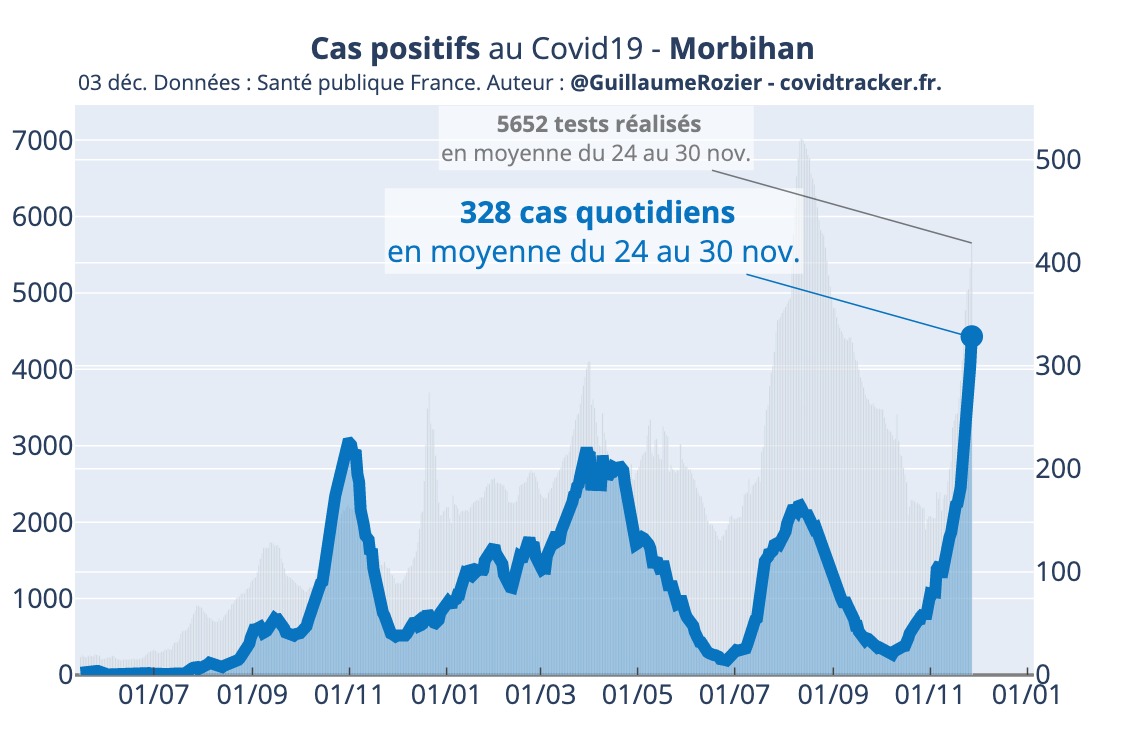 Cas positifs au Covid19 - Morbihan
03 déc. Données : Santé publique France. Auteur : @GuillaumeRozier - covidtracker.fr.
5652 tests réalisés
en moyenne du 24 au 30 nov.
328 cas quotidiens
en moyenne du 24 au 30 nov.
7000
6000
5000
4000
3000
2000
1000
0
500
400
300
200
100
0
01/07 01/09 01/11 01/01 01/03 01/05 01/07 01/09 01/11 01/01